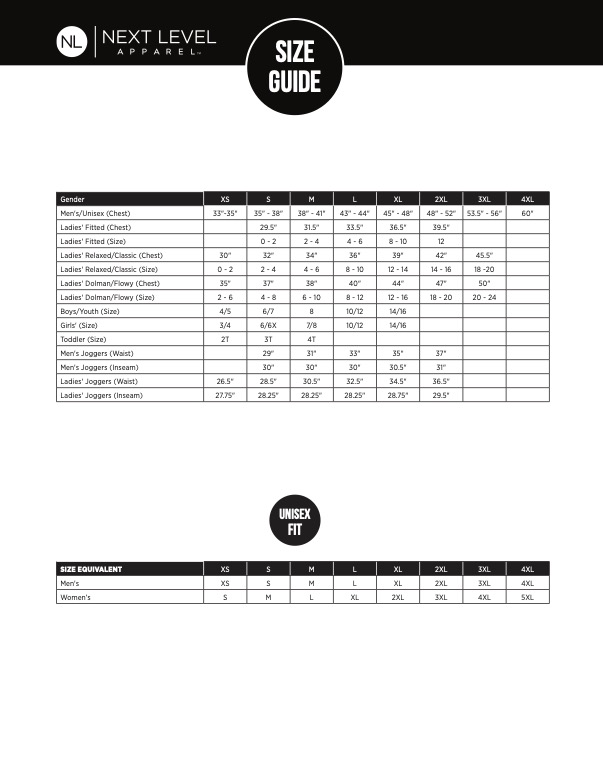 NL NEXT LEVEL
APPAREL™
SIZE
GUIDE
Gender XS S M L XL 2XL 3XL 4XL
Men's/Unisex (Chest) 33"-35" 35" - 38" 38" - 41" 43" - 44" 45" - 48" 48" - 52" 53.5" - 56" 60"
Ladies' Fitted (Chest) 29.5" 31.5" 33.5" 36.5" 39.5"
Ladies' Fitted (Size) 0 - 2 2 - 4 4 - 6 8 - 10 12
Ladies' Relaxed/Classic (Chest) 30" 32" 34" 36" 39" 42" 45.5"
Ladies' Relaxed/Classic (Size) 0 - 2 2 - 4 4 - 6 8 - 10 12 - 14 14 - 16 18 -20
Ladies' Dolman/Flowy (Chest) 35" 37" 38" 40" 44" 47" 50"
Ladies' Dolman/Flowy (Size) 2 - 6 4 - 8 6 - 10 8 - 12 12 - 16 18 - 20 20 - 24
Boys/Youth (Size) 4/5 6/7 8 10/12 14/16
Girls' (Size) 3/4 6/6X 7/8 10/12 14/16
Toddler (Size) 2T 3T 4T
Men's Joggers (Waist) 29" 31" 33" 35" 37"
Men's Joggers (Inseam) 30" 30" 30" 30.5" 31"
Ladies' Joggers (Waist) 26.5" 28.5" 30.5" 32.5" 34.5" 36.5"
Ladies' Joggers (Inseam) 27.75" 28.25" 28.25" 28.25" 28.75" 29.5"
UNISEX
FIT
SIZE EQUIVALENT XS S M L XL 2XL 3XL 4XL
Men's XS S M L XL 2XL 3XL 4XL
Women's S M L XL 2XL 3XL 4XL 5XL